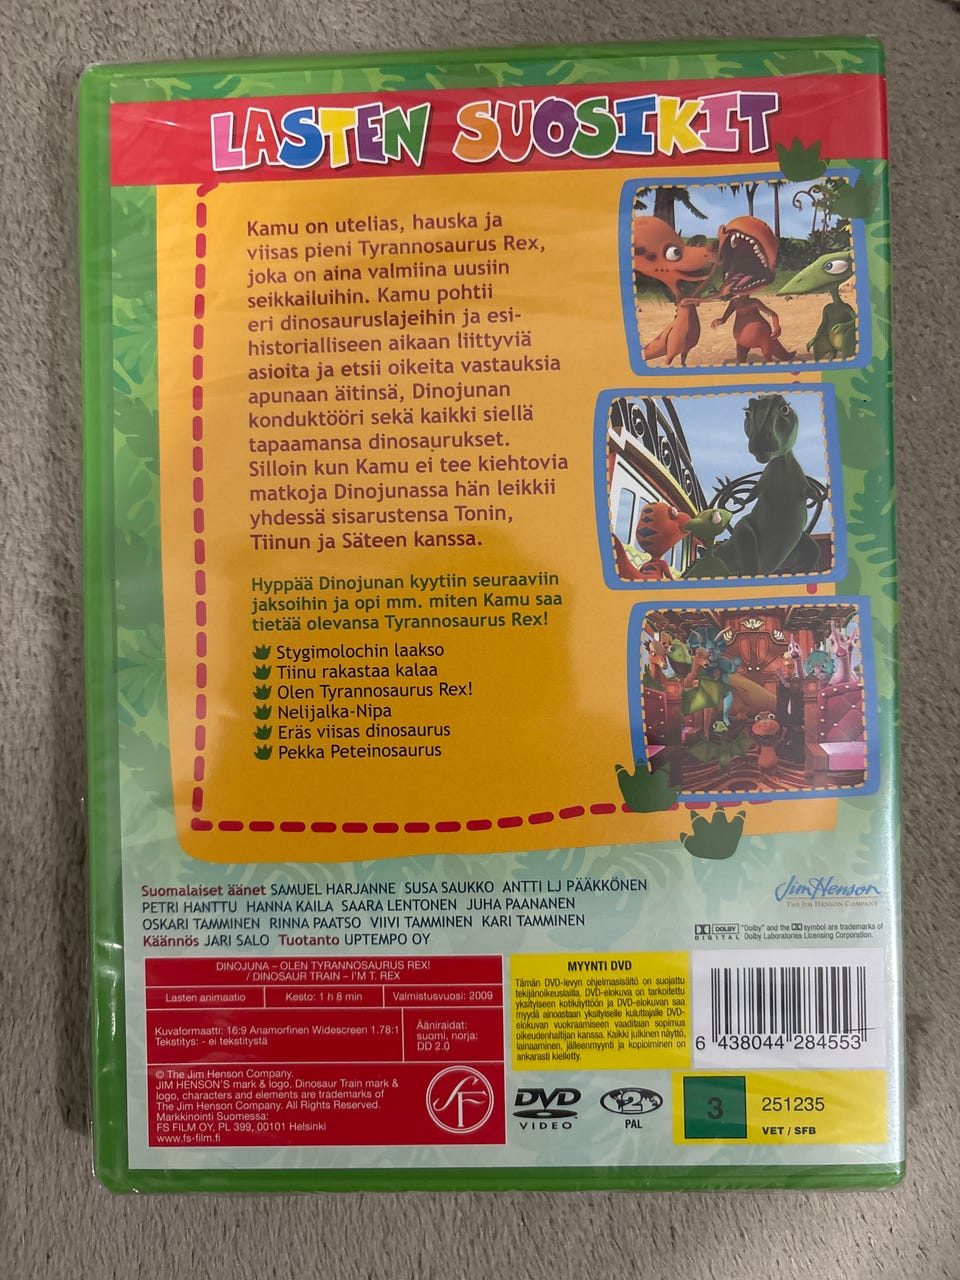 LASTEN SUOSIKIT
Kamu on utelias, hauska ja
viisas pieni Tyrannosaurus Rex,
joka on aina valmiina uusiin
seikkailuihin. Kamu pohtii
eri dinosauruslajeihin ja esi-
historialliseen aikaan liittyviä
asioita ja etsii oikeita vastauksia
apunaan äitinsä, Dinojunan
konduktööri sekä kaikki siellä
tapaamansa dinosaurukset.
Silloin kun Kamu ei tee kiehtovia
matkoja Dinojunassa hän leikkii
yhdessä sisarustensa Tonin,
Tiinun ja Säteen kanssa.
Hyppää Dinojunan kyytiin seuraaviin
jaksoihin ja opi mm. miten Kamu saa
tietää olevansa Tyrannosaurus Rex!
Stygimolochin laakso
Tiinu rakastaa kalaa
Olen Tyrannosaurus Rex!
Nelijalka-Nipa
Eräs viisas dinosaurus
Pekka Peteinosaurus
Suomalaiset äänet SAMUEL HARJANNE SUSA SAUKKO ANTTI LJ PÄÄKKÖNEN
PETRI HANTTU HANNA KAILA SAARA LENTONEN JUHA PAANANEN
OSKARI TAMMINEN RINNA PAATSO VIIVI TAMMINEN KARI TAMMINEN
Käännös JARI SALO Tuotanto UPTEMPO OY
Jim Henson
THE JIM HENSON COMPANY
DOLBY
DIGITAL
"Dolby" and the DD symbol are trademarks of
Dolby Laboratories Licensing Corporation.
DINOJUNA – OLEN TYRANNOSAURUS REX!
/ DINOSAUR TRAIN – I'M T. REX
Lasten animaatio
Kesto: 1 h 8 min
Valmistusvuosi: 2009
Kuvaformaatti: 16:9 Anamorfinen Widescreen 1.78:1
Tekstitys: - ei tekstitystä
Ääniraidat:
suomi, norja:
DD 2.0
© The Jim Henson Company.
JIM HENSON'S mark & logo, Dinosaur Train mark &
logo, characters and elements are trademarks of
The Jim Henson Company. All Rights Reserved.
Markkinointi Suomessa:
FS FILM OY, PL 399, 00101 Helsinki
www.fs-film.fi
SF
MYYNTI DVD
Tämän DVD-levyn ohjelmasisältö on suojattu
tekijänoikeuslailla. DVD-elokuva on tarkoitettu
yksityiseen kotikäyttöön ja DVD-elokuvan saa
myydä ainoastaan yksityiselle kuluttajalle DVD-
elokuvan vuokraamiseen vaaditaan sopimus
oikeudenhaltijan kanssa. Kaikki julkinen näyttö,
lainaaminen, jälleenmyynti ja kopioiminen on
ankarasti kielletty.
6 438044 284553
DVD
VIDEO
2
PAL
3
251235
VET / SFB